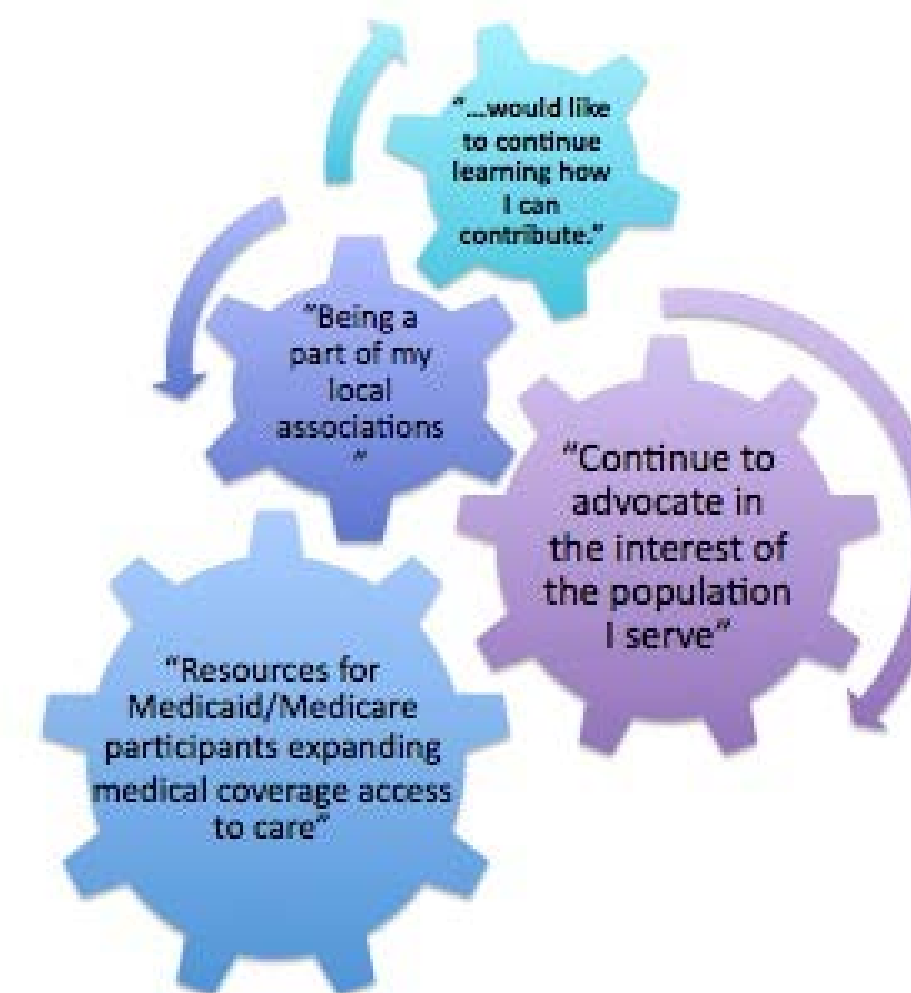 “...would like
to continue
learning how
I can
contribute.”
“Being a
part of my
local
associations
”
“Continue to
advocate in
the interest of
the population
I serve”
“Resources for
Medicaid/Medicare
participants expanding
medical coverage access
to care”